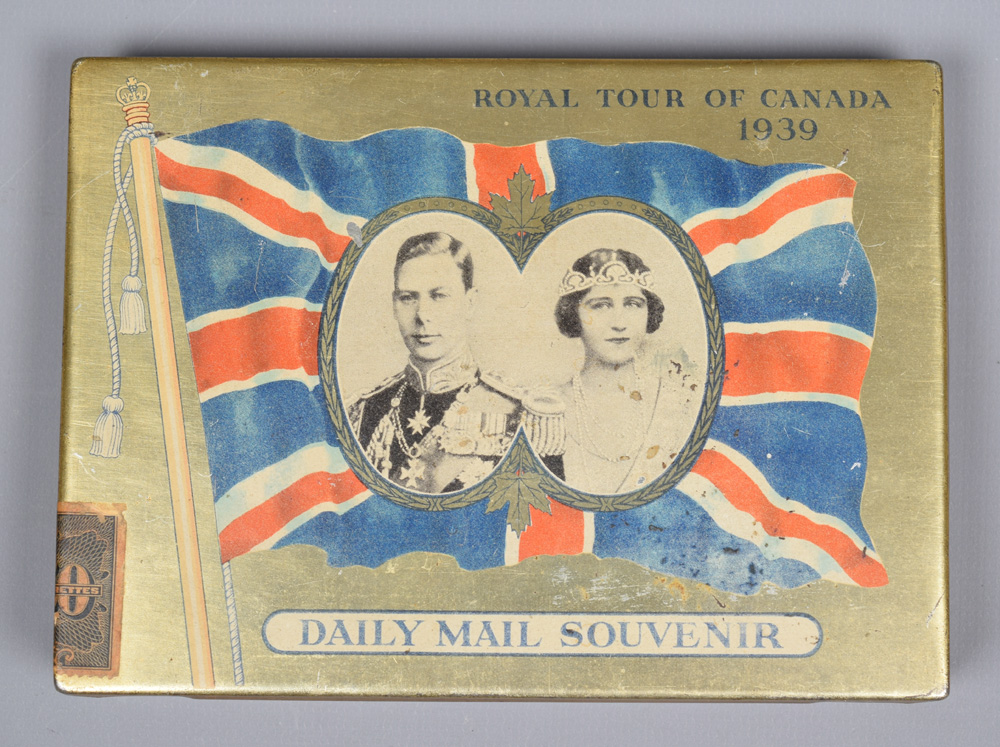 ROYAL TOUR OF CANADA
1939
DAILY MAIL SOUVENIR